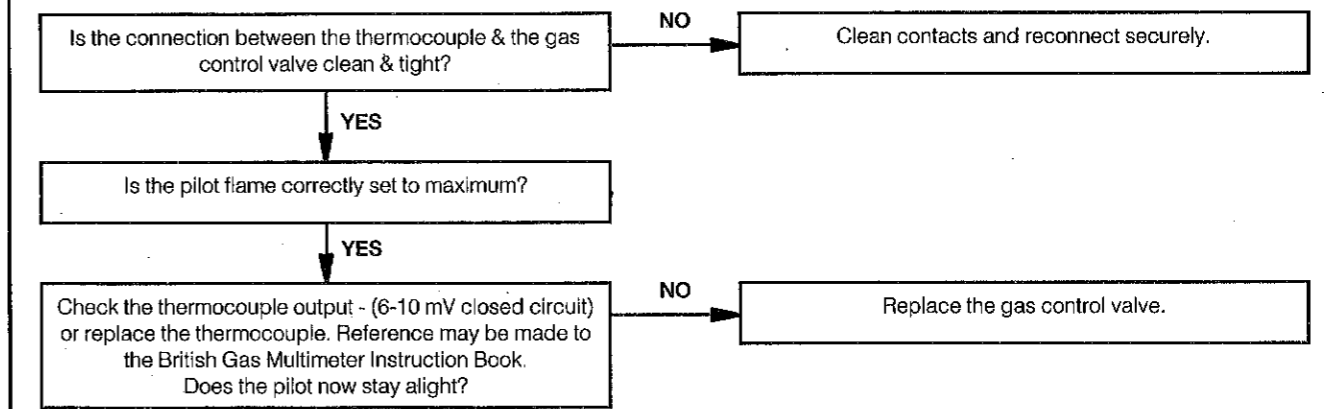 Is the connection between the thermocouple & the gas
control valve clean & tight?
NO
Clean contacts and reconnect securely.
YES
Is the pilot flame correctly set to maximum?
YES
Check the thermocouple output - (6-10 mV closed circuit)
or replace the thermocouple. Reference may be made to
the British Gas Multimeter Instruction Book.
Does the pilot now stay alight?
NO
Replace the gas control valve.